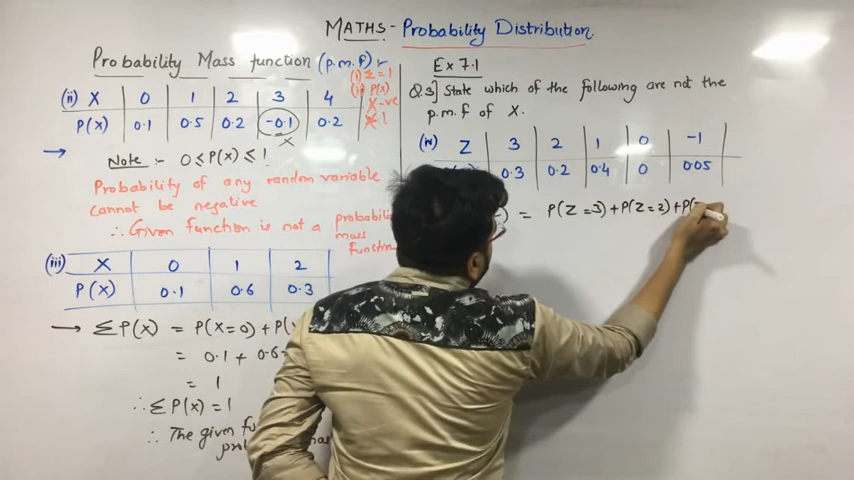 MATHS - Probability Distribution.
Probability Mass function (p.m.f) :-
(i) Σ = 1
(ii) P(x)
X -ve
X 1
(ii) X 0 1 2 3 4
P(x) 0.1 0.5 0.2 -0.1 0.2
X
Note :- 0 ≤ P(x) ≤ 1
Probability of any random variable
cannot be negative
∴ Given function is not a probability
mass
function
(iii) X 0 1 2
P(x) 0.1 0.6 0.3
→ ΣP(x) = P(x=0) + P(
= 0.1 + 0.6
= 1
∴ ΣP(x) = 1
∴ The given fu
Ex 7.1
Q.3] State which of the following are not the
p.m.f of X.
(iv) Z 3 2 1 0 -1
0.3 0.2 0.4 0 0.05
) = P(Z=3) + P(Z=2) + P(